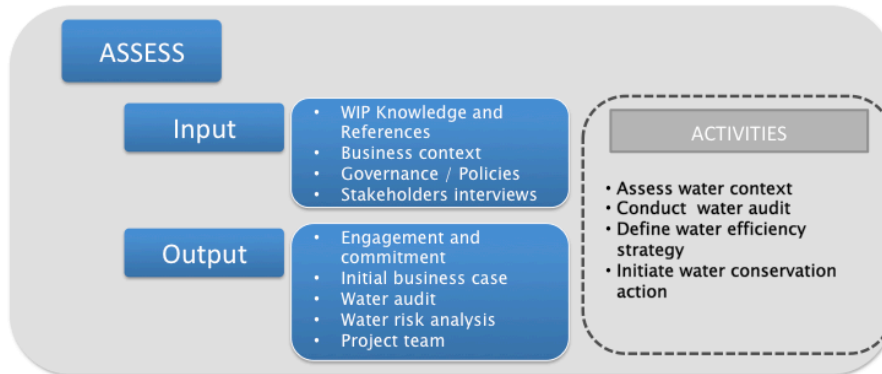 ASSESS
Input
• WIP Knowledge and
References
• Business context
• Governance / Policies
• Stakeholders interviews
Output
• Engagement and
commitment
• Initial business case
• Water audit
• Water risk analysis
• Project team
ACTIVITIES
• Assess water context
• Conduct water audit
• Define water efficiency
strategy
• Initiate water conservation
action